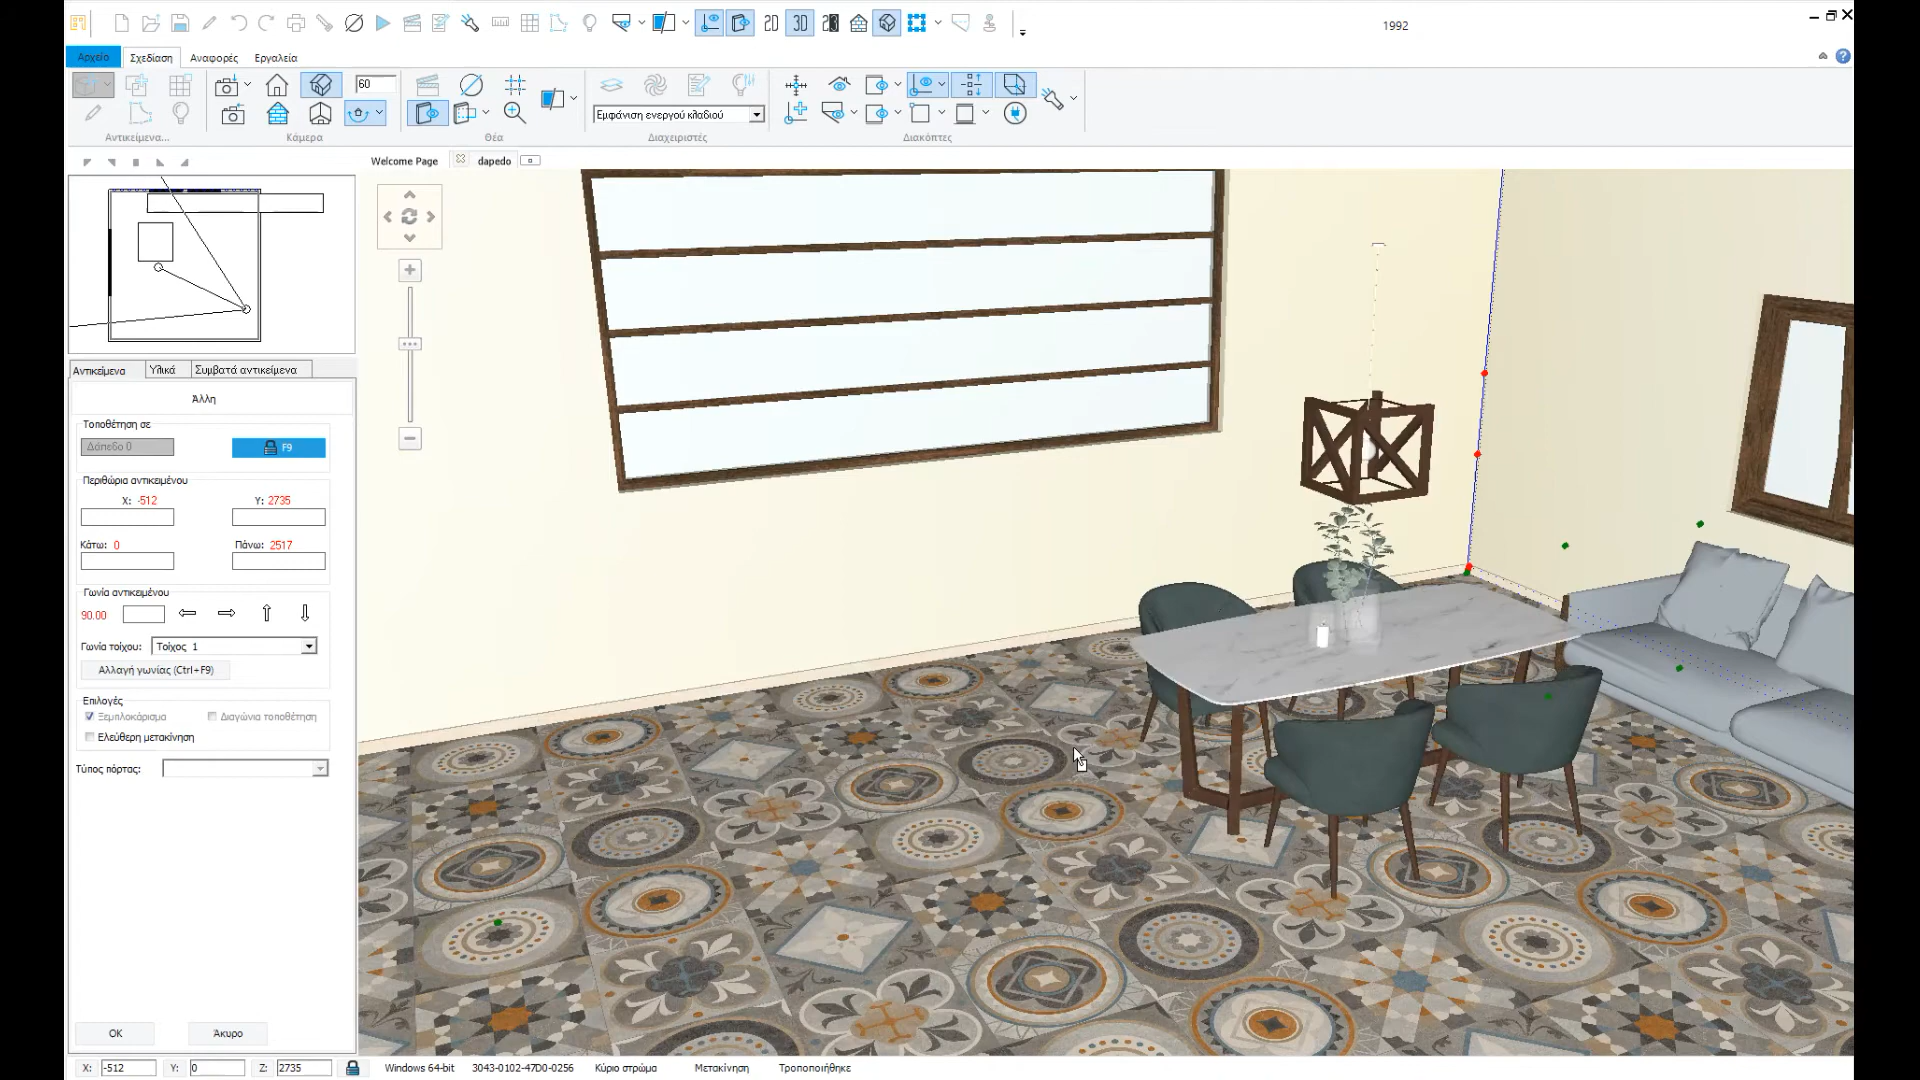 2D
3D
1992
Αρχείο
Σχεδίαση
Αναφορές
Εργαλεία
60
Εμφάνιση ενεργού κλαδιού
Αντικείμενα...
Κάμερα
Θέα
Διαχειριστές
Διακόπτες
Welcome Page
dapedo
Αντικείμενα
Υλικά
Συμβατά αντικείμενα
Άλλη
Τοποθέτηση σε
Δάπεδο 0
F9
Περιθώρια αντικειμένου
X: -512
Y: 2735
Κάτω: 0
Πάνω: 2517
Γωνία αντικειμένου
90.00
Γωνία τοίχου:
Τοίχος 1
Αλλαγή γωνίας (Ctrl+F9)
Επιλογές
Ξεμπλοκάρισμα
Διαγώνια τοποθέτηση
Ελεύθερη μετακίνηση
Τύπος πόρτας:
OK
Άκυρο
X: -512
Y: 0
Z: 2735
Windows 64-bit
3043-0102-47D0-0256
Κύριο στρώμα
Μετακίνηση
Τροποποιήθηκε